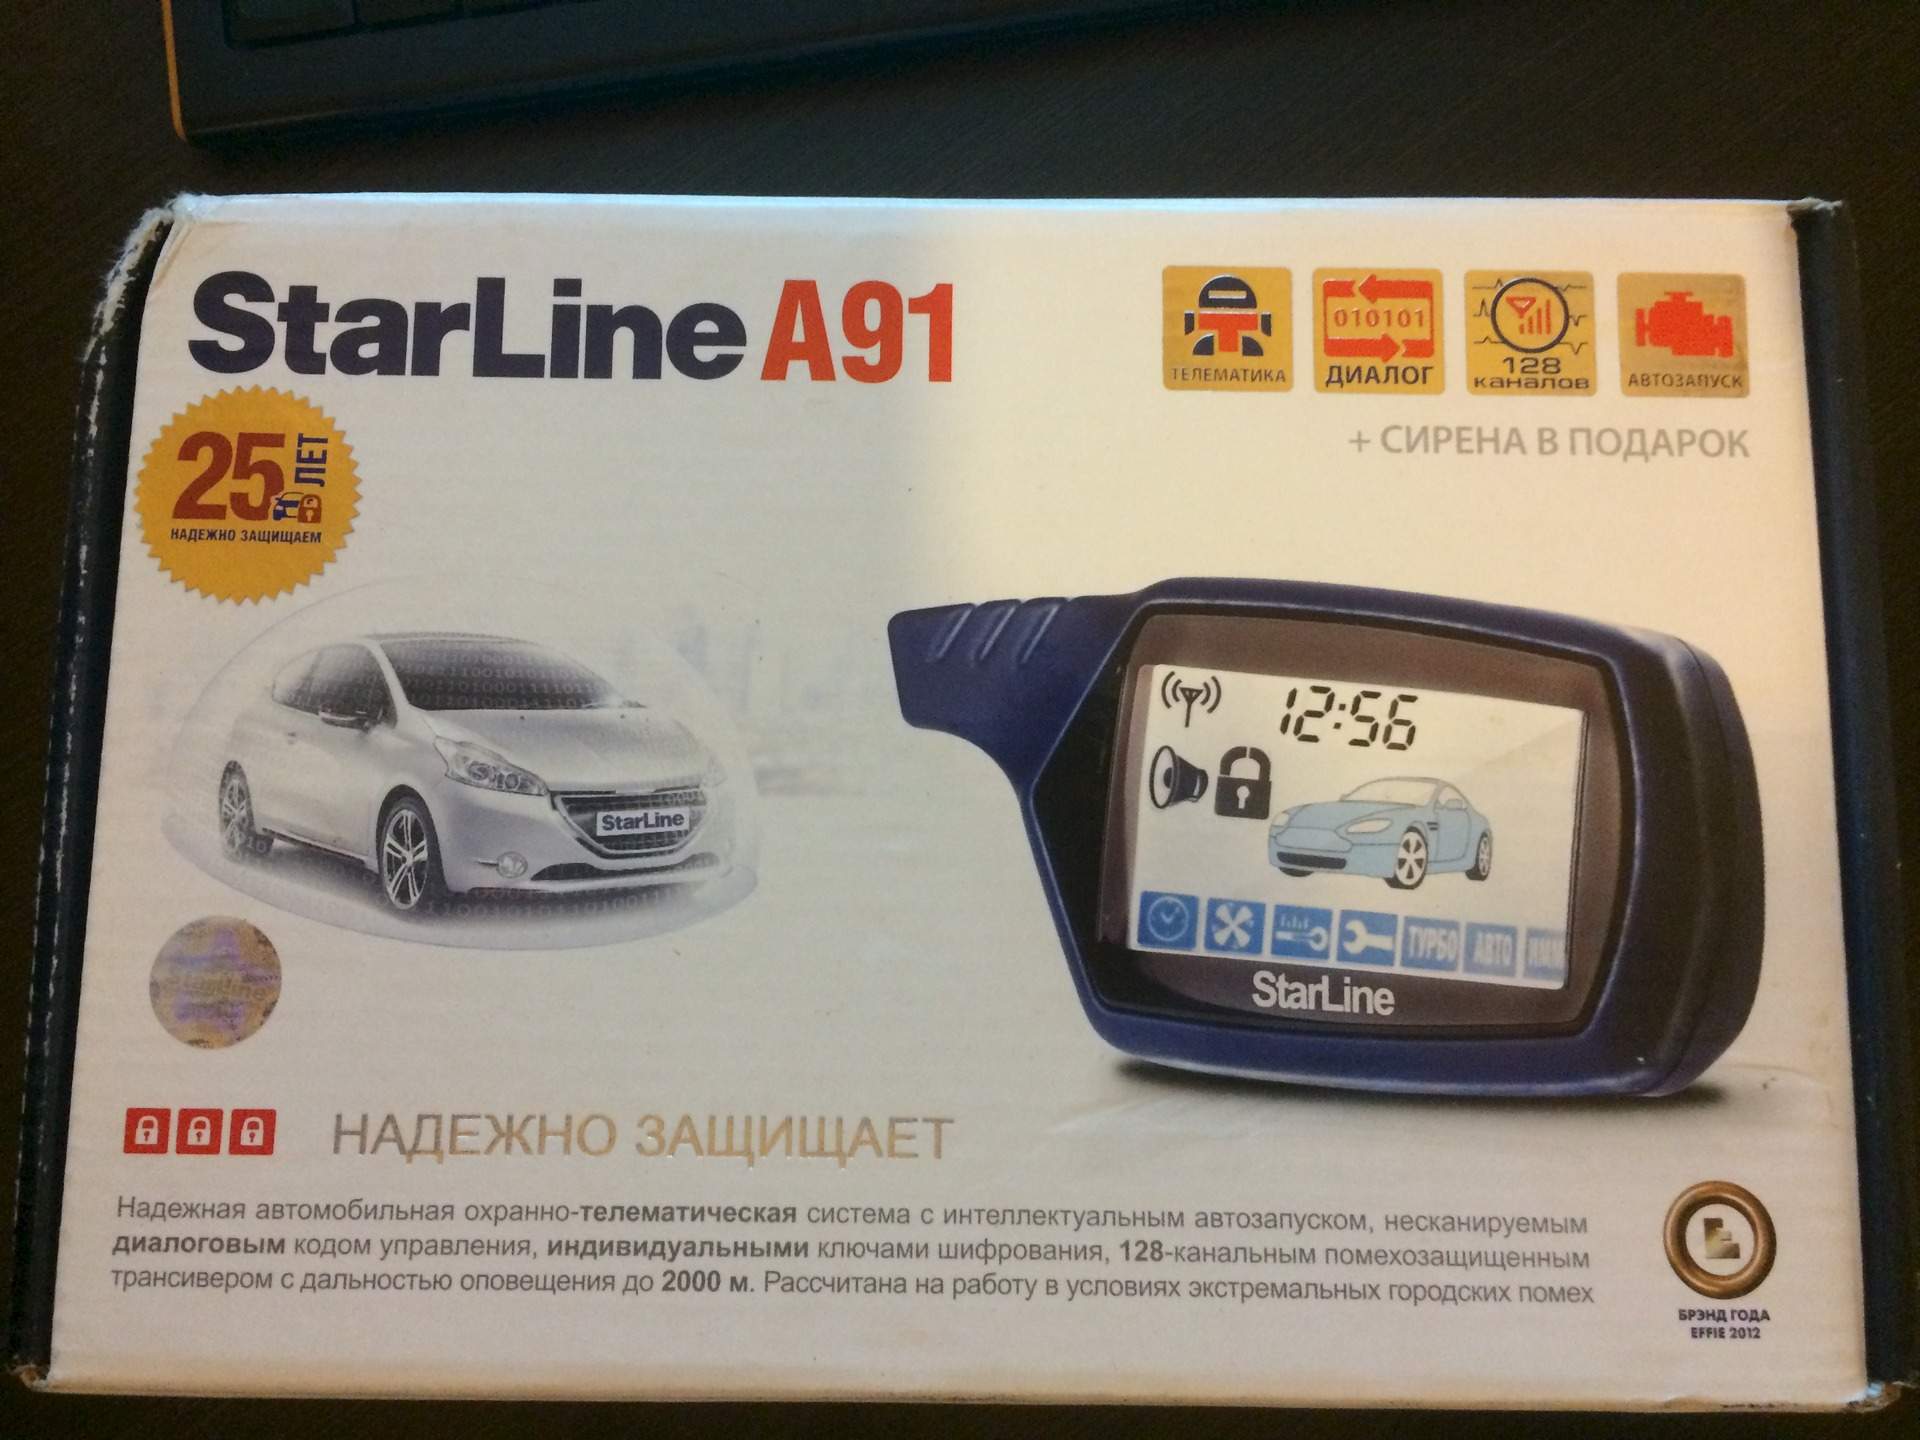 StarLine A91
ТЕЛЕМАТИКА
010101
ДИАЛОГ
128
каналов
АВТОЗАПУСК
+ СИРЕНА В ПОДАРОК
25 ЛЕТ
НАДЕЖНО ЗАЩИЩАЕМ
12:56
StarLine
ТУРБО
АВТО
StarLine
StarLine
НАДЕЖНО ЗАЩИЩАЕТ
Надежная автомобильная охранно-телематическая система с интеллектуальным автозапуском, несканируемым
диалоговым кодом управления, индивидуальными ключами шифрования, 128-канальным помехозащищенным
трансивером с дальностью оповещения до 2000 м. Рассчитана на работу в условиях экстремальных городских помех
БРЭНД ГОДА
EFFIE 2012